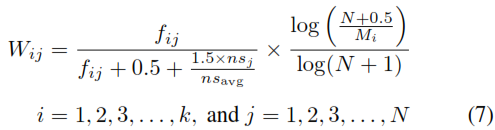 W_{ij} = \frac{f_{ij}}{f_{ij} + 0.5 + \frac{1.5 \times ns_j}{ns_{avg}}} \times \frac{\log\left(\frac{N+0.5}{M_i}\right)}{\log(N+1)}
i = 1, 2, 3, . . . , k, and j = 1, 2, 3, . . . , N (7)